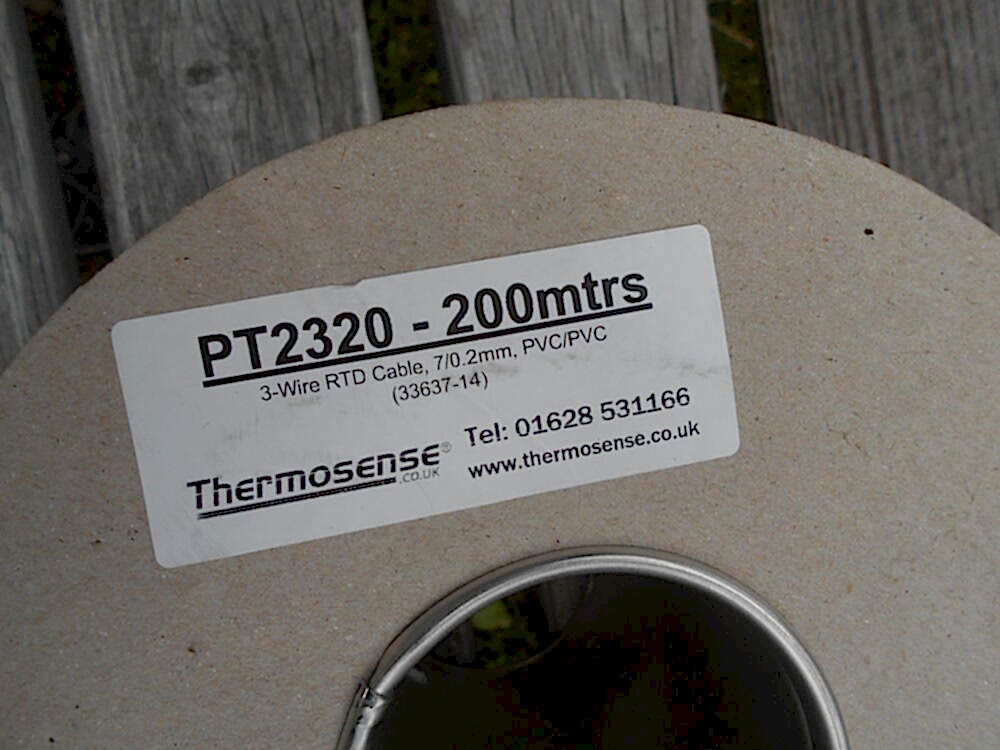 PT2320 - 200mtrs
3-Wire RTD Cable, 7/0.2mm, PVC/PVC
(33637-14)
Thermosense®
.CO.UK
Tel: 01628 531166
www.thermosense.co.uk